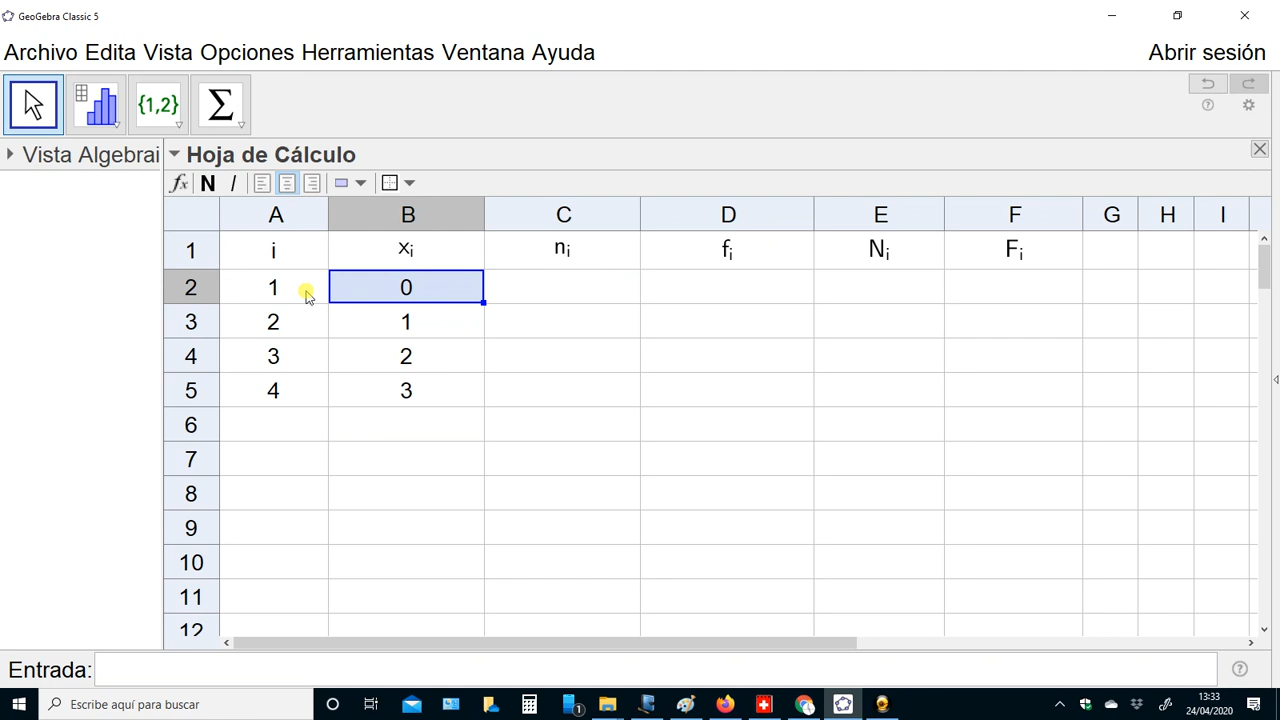 GeoGebra Classic 5
Archivo Edita Vista Opciones Herramientas Ventana Ayuda
Abrir sesión
{1,2} Σ
Vista Algebrai
Hoja de Cálculo
fx N I
A B C D E F G H I
1 i xᵢ nᵢ fᵢ Nᵢ Fᵢ
2 1 0
3 2 1
4 3 2
5 4 3
6
7
8
9
10
11
12
Entrada:
Escribe aquí para buscar
1
13:33
24/04/2020